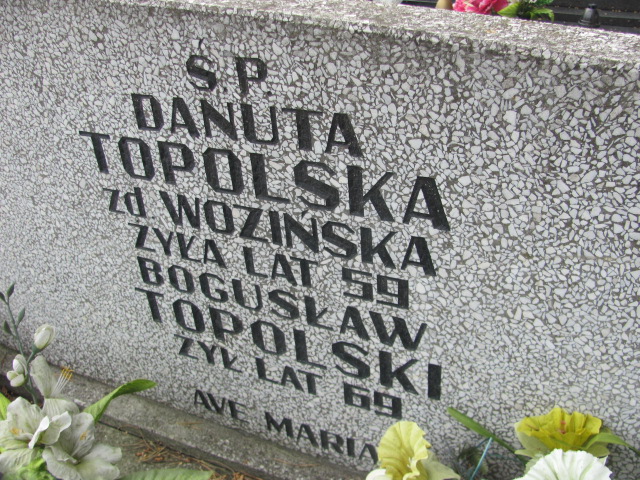 Ś.P.
DANUTA
TOPOLSKA
zd WOZIŃSKA
ŻYŁA LAT 59
BOGUSŁAW
TOPOLSKI
ŻYŁ LAT 69
AVE MARIA